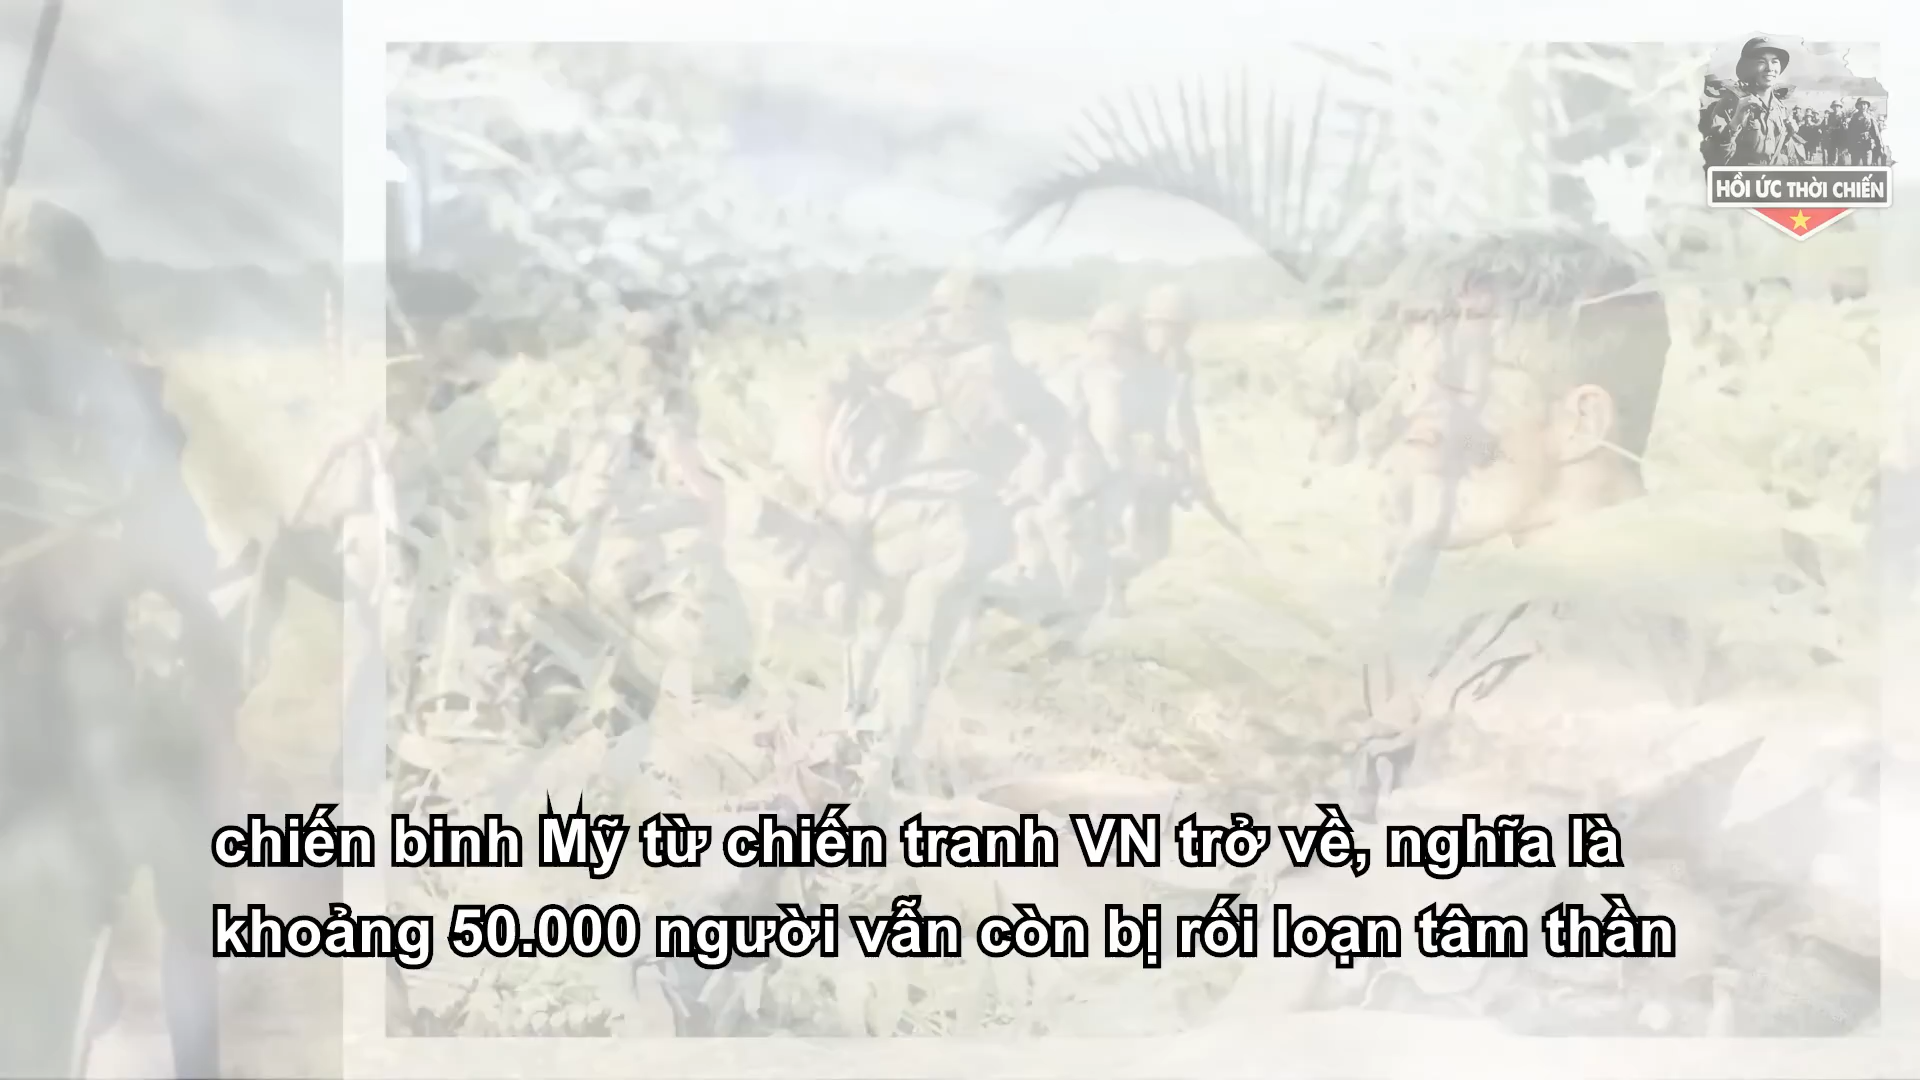 HỒI ỨC THỜI CHIẾN
chiến binh Mỹ từ chiến tranh VN trở về, nghĩa là
khoảng 50.000 người vẫn còn bị rối loạn tâm thần